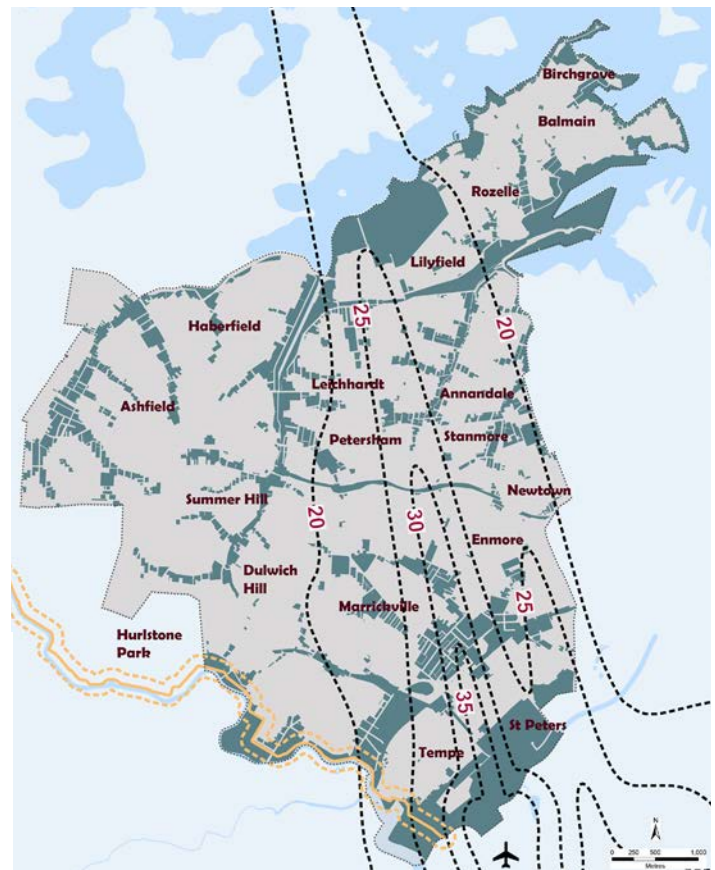 Birchgrove
Balmain
Rozelle
Lilyfield
25
20
Haberfield
Leichhardt
Annandale
Ashfield
Petersham
Stanmore
Summer Hill
Newtown
20
30
Enmore
Dulwich
Hill
25
Marrickville
Hurlstone
Park
35
St Peters
Tempe
N
0 250 500 1,000
Metres